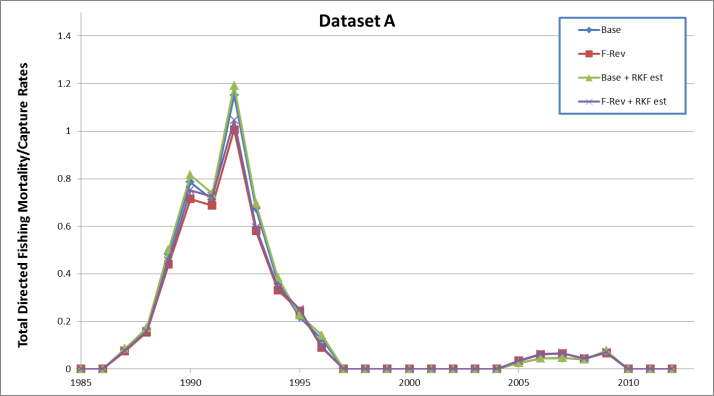 Dataset A
Total Directed Fishing Mortality/Capture Rates
1.4
1.2
1
0.8
0.6
0.4
0.2
0
1985
1990
1995
2000
2005
2010
Base
F-Rev
Base + RKF est
F-Rev + RKF est